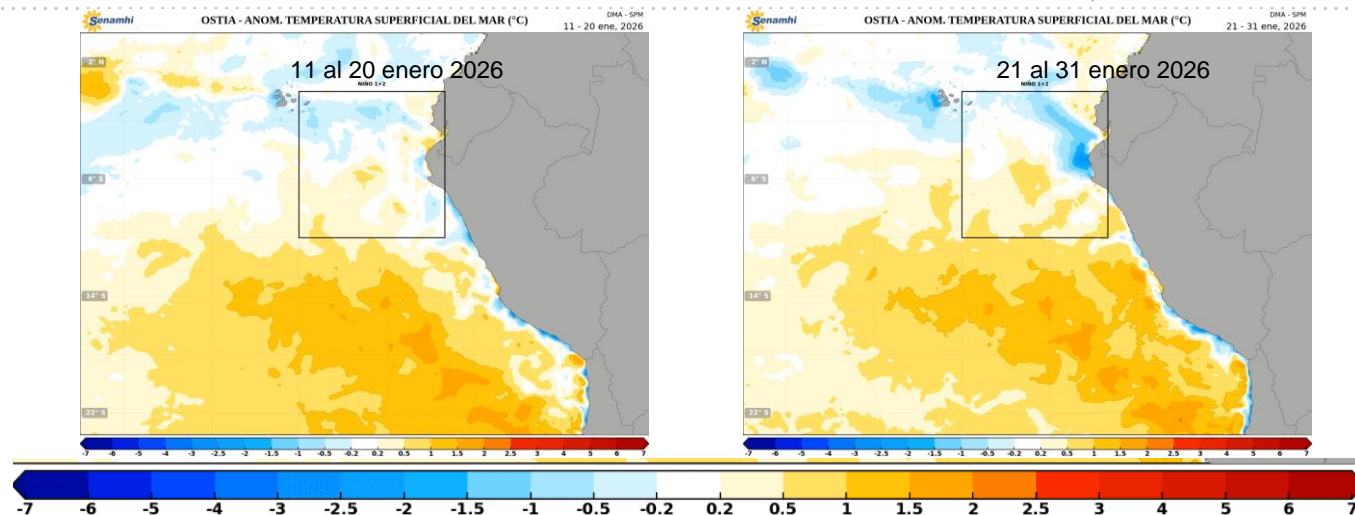 Senamhi
OSTIA - ANOM. TEMPERATURA SUPERFICIAL DEL MAR (°C)
DMA - SPM
11 - 20 ene, 2026
11 al 20 enero 2026
2° N
NIÑO 1+2
6° S
14° S
22° S
-7 -6 -5 -4 -3 -2.5 -2 -1.5 -1 -0.5 -0.2 0.2 0.5 1 1.5 2 2.5 3 4 5 6 7
Senamhi
OSTIA - ANOM. TEMPERATURA SUPERFICIAL DEL MAR (°C)
DMA - SPM
21 - 31 ene, 2026
21 al 31 enero 2026
2° N
NIÑO 1+2
6° S
14° S
22° S
-7 -6 -5 -4 -3 -2.5 -2 -1.5 -1 -0.5 -0.2 0.2 0.5 1 1.5 2 2.5 3 4 5 6 7
-7 -6 -5 -4 -3 -2.5 -2 -1.5 -1 -0.5 -0.2 0.2 0.5 1 1.5 2 2.5 3 4 5 6 7